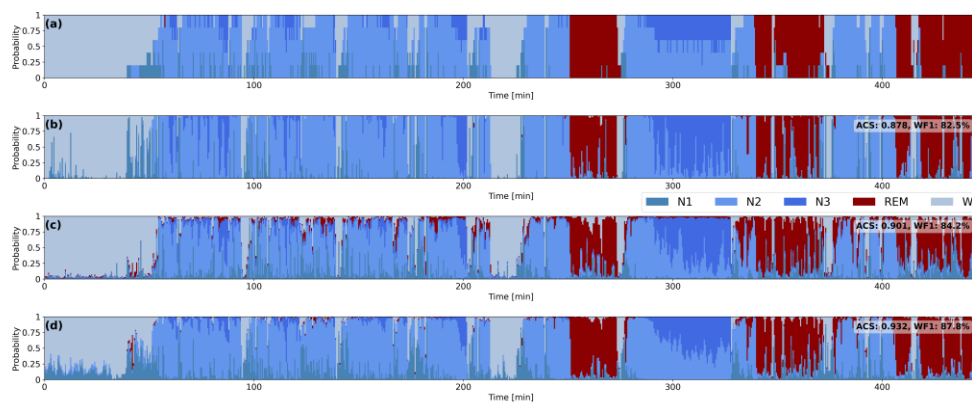 (a)
Probability
1
0.75
0.5
0.25
0
0 100 200 300 400
Time [min]
(b)
ACS: 0.878, WF1: 82.5%
Probability
1
0.75
0.5
0.25
0
0 100 200 300 400
Time [min]
N1 N2 N3 REM W
(c)
ACS: 0.901, WF1: 84.2%
Probability
1
0.75
0.5
0.25
0
0 100 200 300 400
Time [min]
(d)
ACS: 0.932, WF1: 87.8%
Probability
1
0.75
0.5
0.25
0
0 100 200 300 400
Time [min]